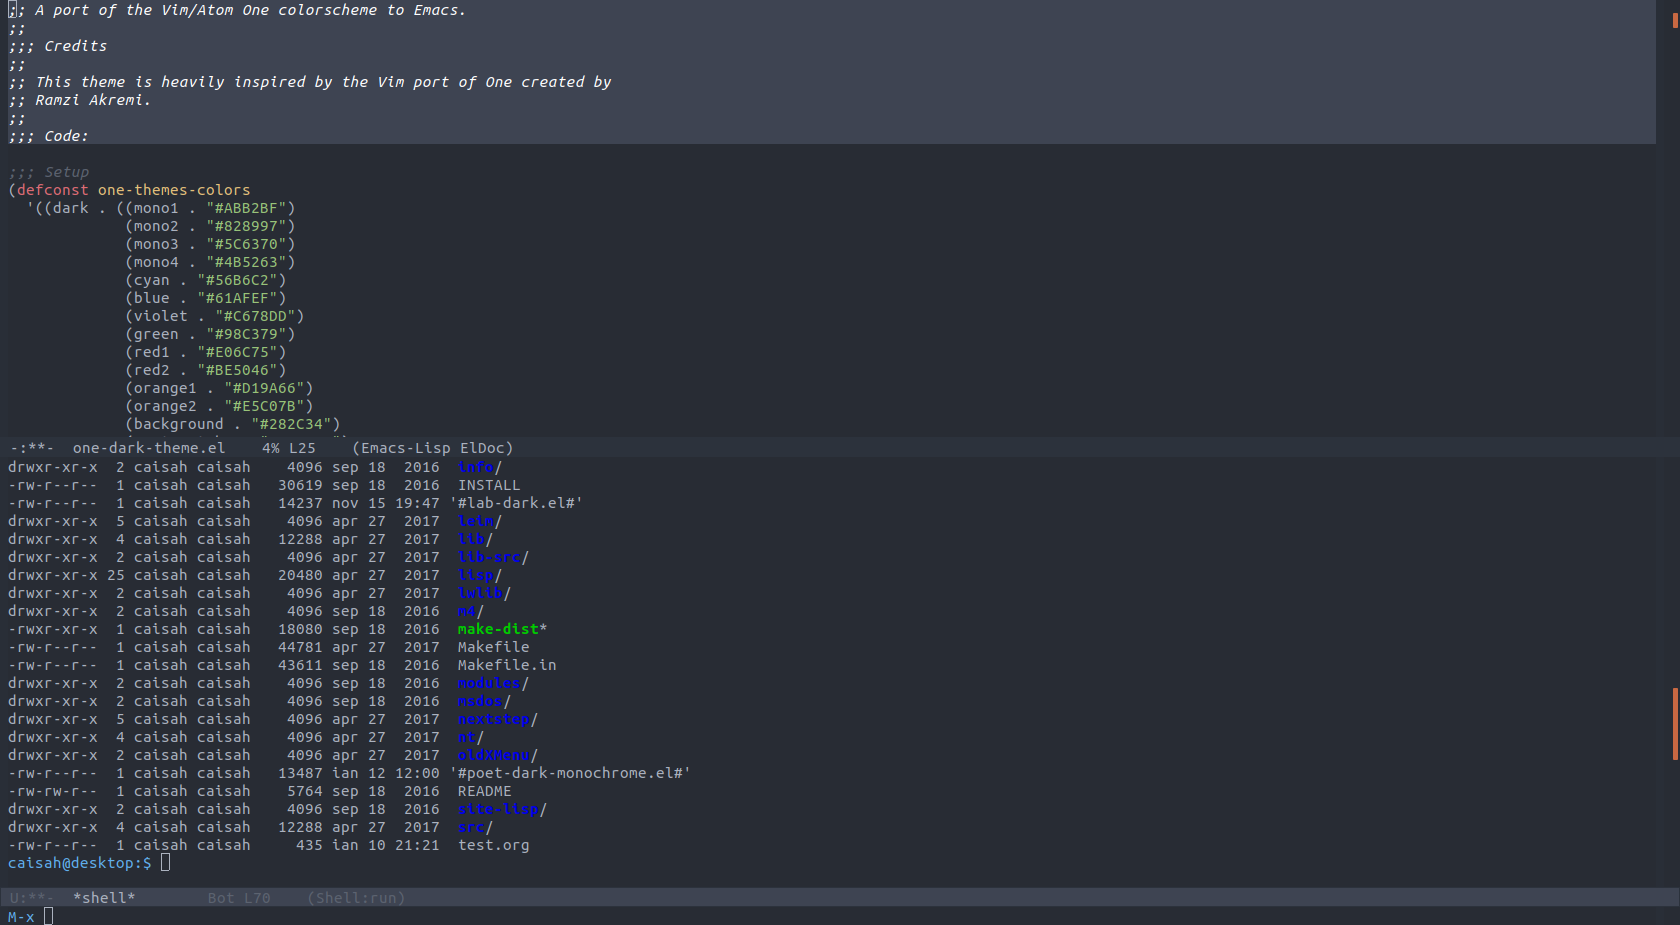 ;; A port of the Vim/Atom One colorscheme to Emacs.
;;
;;; Credits
;;
;; This theme is heavily inspired by the Vim port of One created by
;; Ramzi Akremi.
;;
;;; Code:
;;; Setup
(defconst one-themes-colors
  '((dark . ((mono1 . "#ABB2BF")
             (mono2 . "#828997")
             (mono3 . "#5C6370")
             (mono4 . "#4B5263")
             (cyan . "#56B6C2")
             (blue . "#61AFEF")
             (violet . "#C678DD")
             (green . "#98C379")
             (red1 . "#E06C75")
             (red2 . "#BE5046")
             (orange1 . "#D19A66")
             (orange2 . "#E5C07B")
             (background . "#282C34")
-:**-  one-dark-theme.el    4% L25    (Emacs-Lisp ElDoc)
drwxr-xr-x  2 caisah caisah    4096 sep 18  2016  info/
-rw-r--r--  1 caisah caisah   30619 sep 18  2016  INSTALL
-rw-r--r--  1 caisah caisah   14237 nov 15 19:47 '#lab-dark.el#'
drwxr-xr-x  5 caisah caisah    4096 apr 27  2017  leim/
drwxr-xr-x  4 caisah caisah   12288 apr 27  2017  lib/
drwxr-xr-x  2 caisah caisah    4096 apr 27  2017  lib-src/
drwxr-xr-x 25 caisah caisah   20480 apr 27  2017  lisp/
drwxr-xr-x  2 caisah caisah    4096 apr 27  2017  lwlib/
drwxr-xr-x  2 caisah caisah    4096 sep 18  2016  m4/
-rwxr-xr-x  1 caisah caisah   18080 sep 18  2016  make-dist*
-rw-r--r--  1 caisah caisah   44781 apr 27  2017  Makefile
-rw-r--r--  1 caisah caisah   43611 sep 18  2016  Makefile.in
drwxr-xr-x  2 caisah caisah    4096 sep 18  2016  modules/
drwxr-xr-x  2 caisah caisah    4096 sep 18  2016  msdos/
drwxr-xr-x  5 caisah caisah    4096 apr 27  2017  nextstep/
drwxr-xr-x  4 caisah caisah    4096 apr 27  2017  nt/
drwxr-xr-x  2 caisah caisah    4096 apr 27  2017  oldXMenu/
-rw-r--r--  1 caisah caisah   13487 ian 12 12:00 '#poet-dark-monochrome.el#'
-rw-rw-r--  1 caisah caisah    5764 sep 18  2016  README
drwxr-xr-x  2 caisah caisah    4096 sep 18  2016  site-lisp/
drwxr-xr-x  4 caisah caisah   12288 apr 27  2017  src/
-rw-r--r--  1 caisah caisah     435 ian 10 21:21  test.org
caisah@desktop:$
U:**-  *shell*        Bot L70    (Shell:run)
M-x